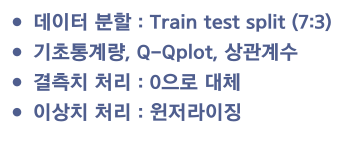 • 데이터 분할 : Train test split (7:3)
• 기초통계량, Q-Qplot, 상관계수
• 결측치 처리 : 0으로 대체
• 이상치 처리 : 윈저라이징